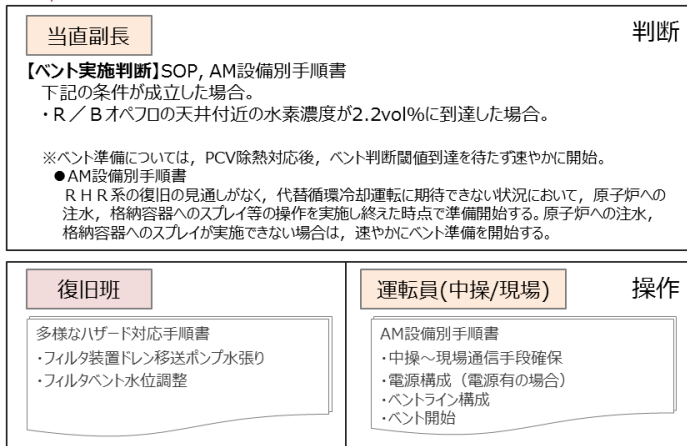 当直副長
判断
【ベント実施判断】SOP, AM設備別手順書
下記の条件が成立した場合。
・R／Bオペフロの天井付近の水素濃度が2.2vol%に到達した場合。
※ベント準備については，PCV除熱対応後，ベント判断閾値到達を待たず速やかに開始。
●AM設備別手順書
RHR系の復旧の見通しがなく，代替循環冷却運転に期待できない状況において，原子炉への
注水，格納容器へのスプレイ等の操作を実施し終えた時点で準備開始する。原子炉への注水，
格納容器へのスプレイが実施できない場合は，速やかにベント準備を開始する。
復旧班
多様なハザード対応手順書
・フィルタ装置ドレン移送ポンプ水張り
・フィルタベント水位調整
運転員(中操/現場)
操作
AM設備別手順書
・中操～現場通信手段確保
・電源構成（電源有の場合）
・ベントライン構成
・ベント開始